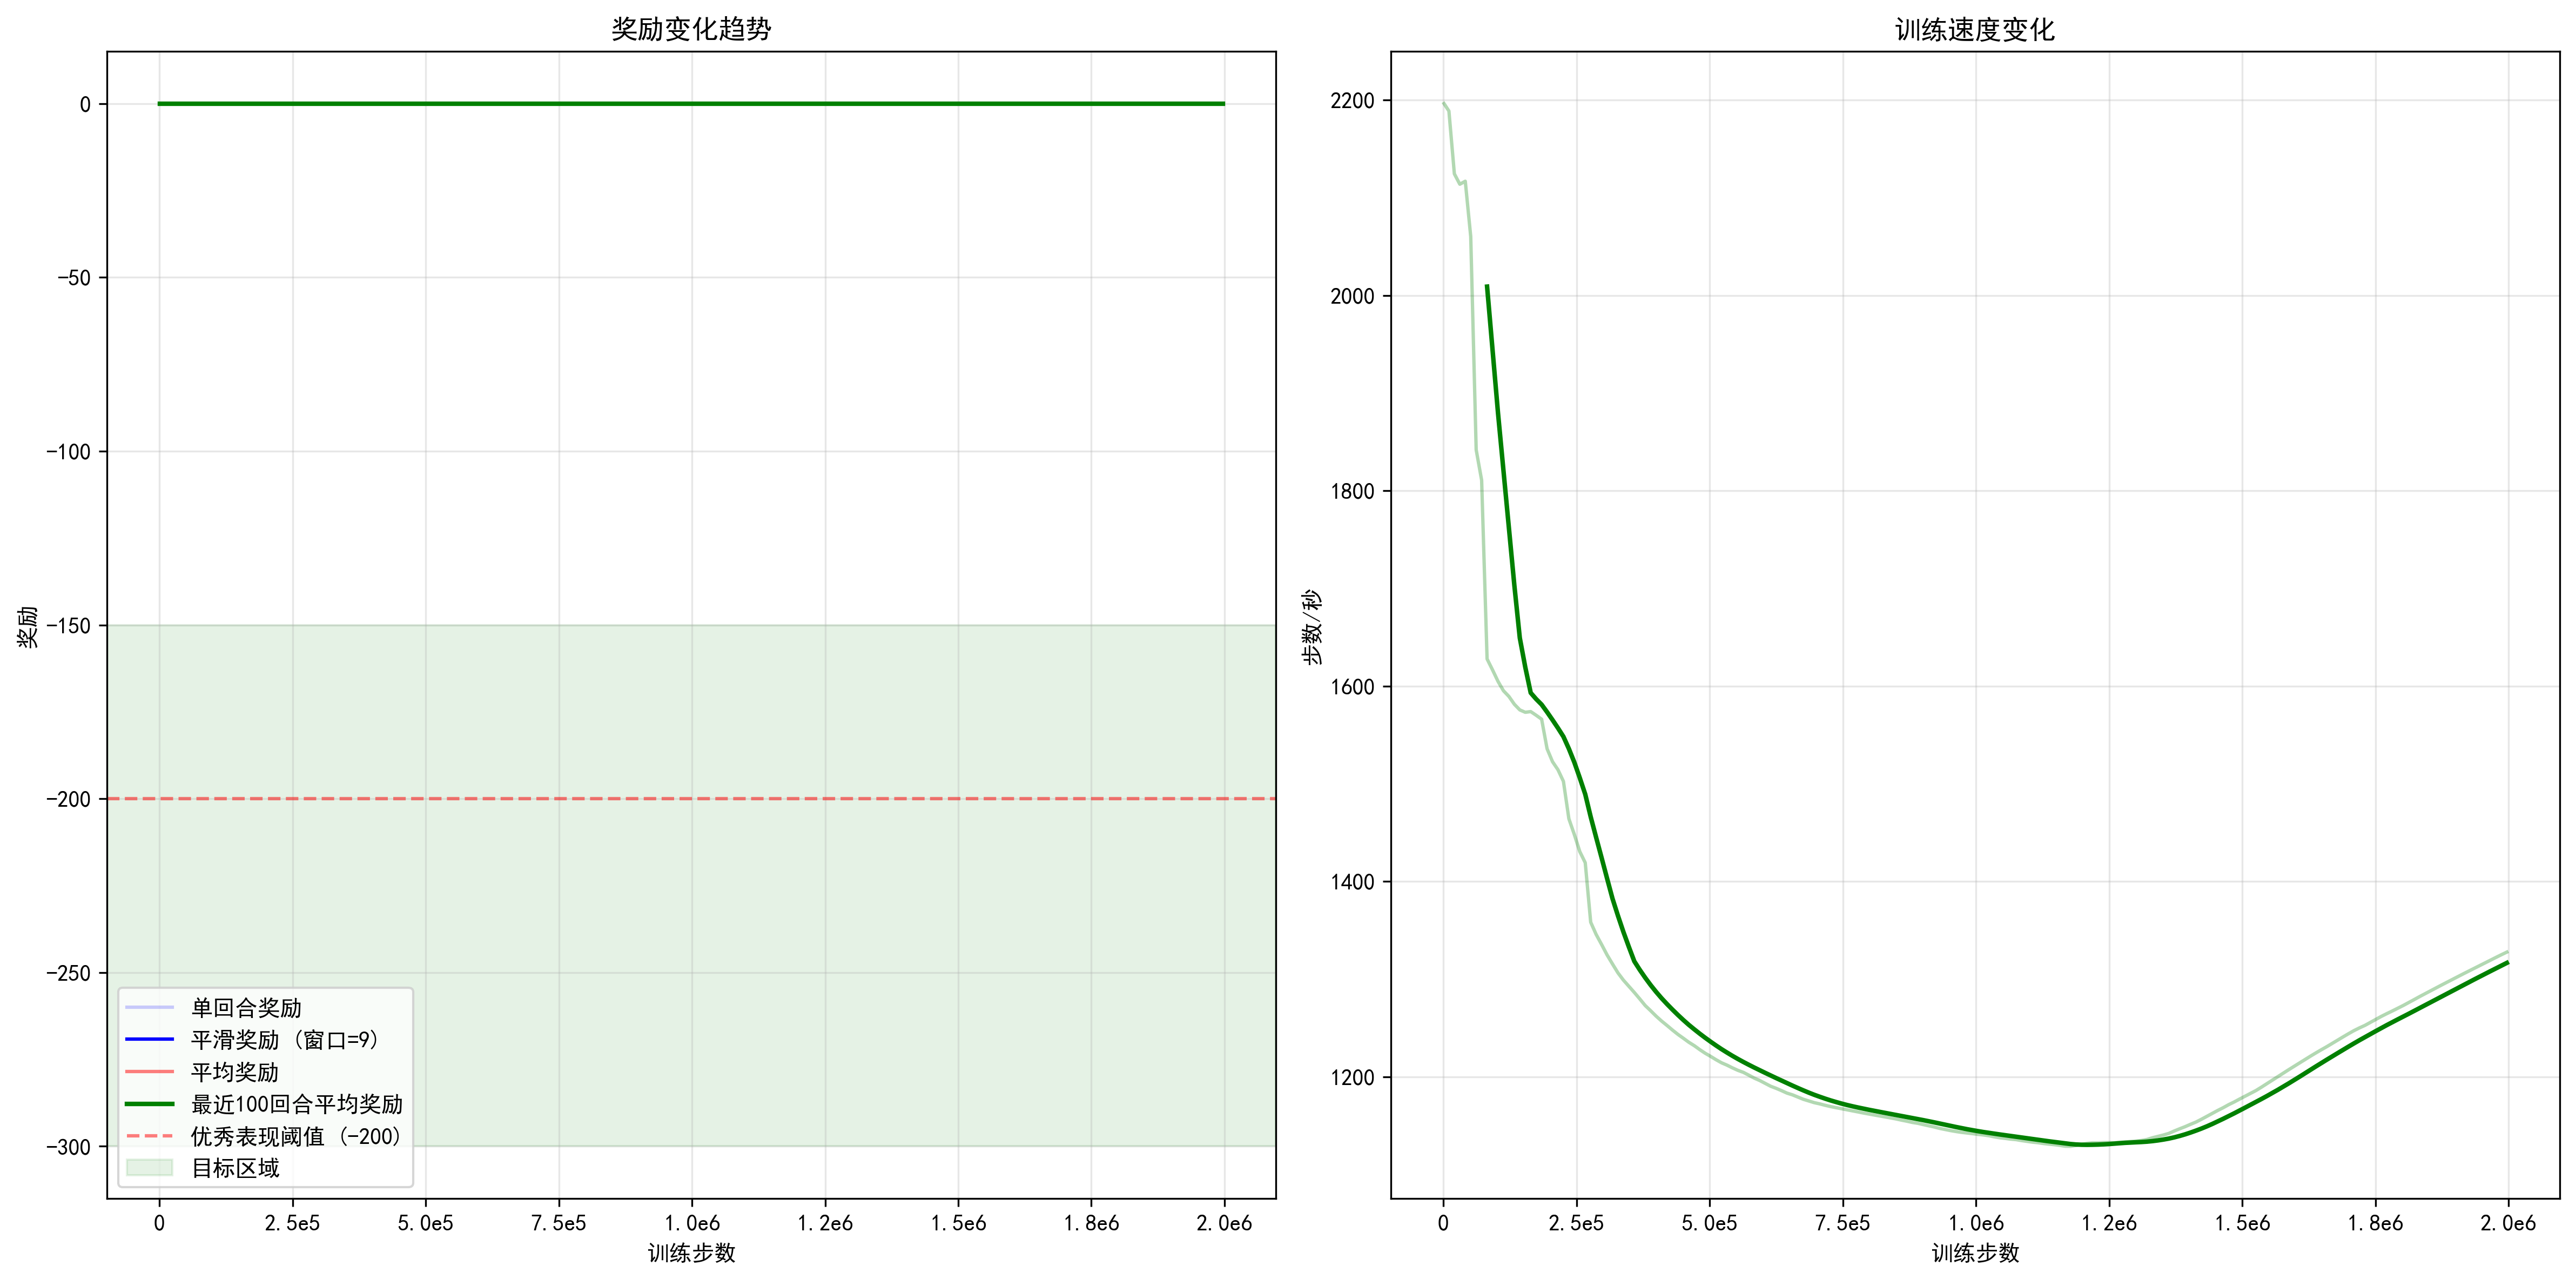 奖励变化趋势
0
−50
−100
−150
−200
−250
−300
奖励
单回合奖励
平滑奖励 (窗口=9)
平均奖励
最近100回合平均奖励
优秀表现阈值 (-200)
目标区域
0 2.5e5 5.0e5 7.5e5 1.0e6 1.2e6 1.5e6 1.8e6 2.0e6
训练步数
训练速度变化
2200
2000
1800
1600
1400
1200
步数/秒
0 2.5e5 5.0e5 7.5e5 1.0e6 1.2e6 1.5e6 1.8e6 2.0e6
训练步数